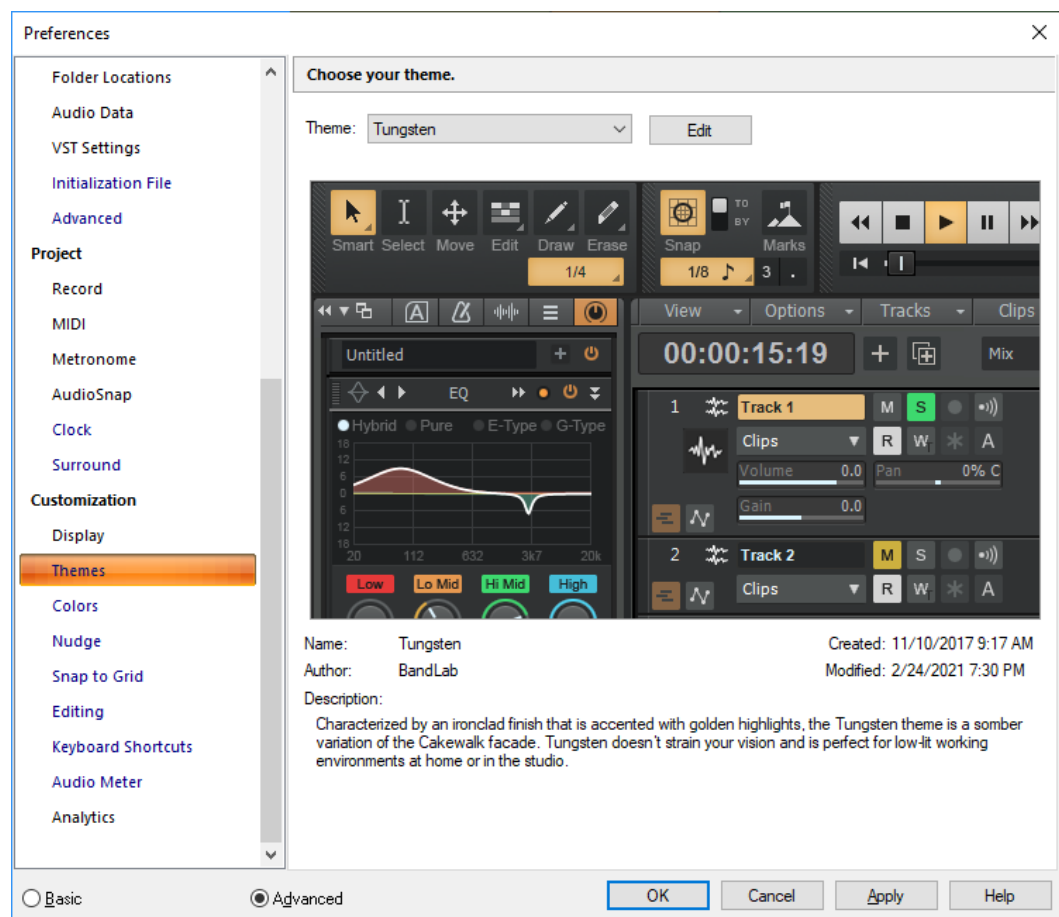 Preferences
Folder Locations
Audio Data
VST Settings
Initialization File
Advanced
Project
Record
MIDI
Metronome
AudioSnap
Clock
Surround
Customization
Display
Themes
Colors
Nudge
Snap to Grid
Editing
Keyboard Shortcuts
Audio Meter
Analytics
Basic
Advanced
Choose your theme.
Theme: Tungsten
Edit
Smart Select Move Edit Draw Erase
1/4
TO
BY
Snap Marks
1/8 3 .
A
View Options Tracks Clips
Untitled
00:00:15:19
Mix
EQ
Hybrid Pure E-Type G-Type
18
12
6
0
6
12
18
20 112 632 3k7 20k
Low Lo Mid Hi Mid High
1 Track 1 M S
Clips R W A
Volume 0.0 Pan 0% C
Gain 0.0
2 Track 2 M S
Clips R W A
Name: Tungsten
Created: 11/10/2017 9:17 AM
Author: BandLab
Modified: 2/24/2021 7:30 PM
Description:
Characterized by an ironclad finish that is accented with golden highlights, the Tungsten theme is a somber
variation of the Cakewalk facade. Tungsten doesn't strain your vision and is perfect for low-lit working
environments at home or in the studio.
OK Cancel Apply Help